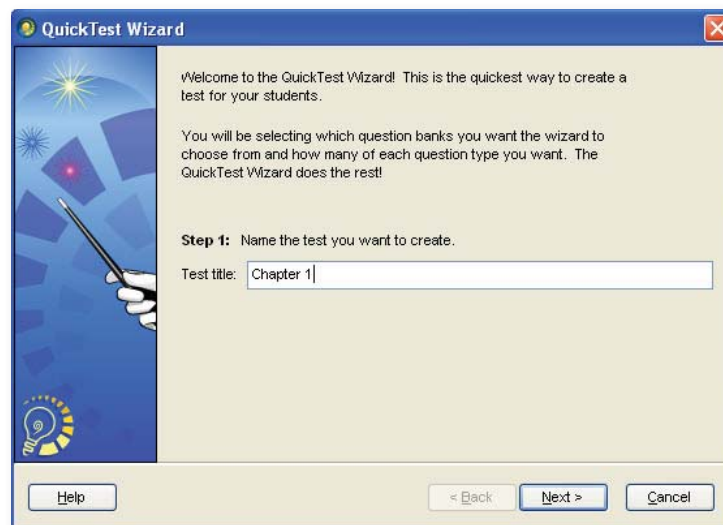 QuickTest Wizard
Welcome to the QuickTest Wizard! This is the quickest way to create a
test for your students.
You will be selecting which question banks you want the wizard to
choose from and how many of each question type you want. The
QuickTest Wizard does the rest!
Step 1: Name the test you want to create.
Test title: Chapter 1
Help < Back Next > Cancel